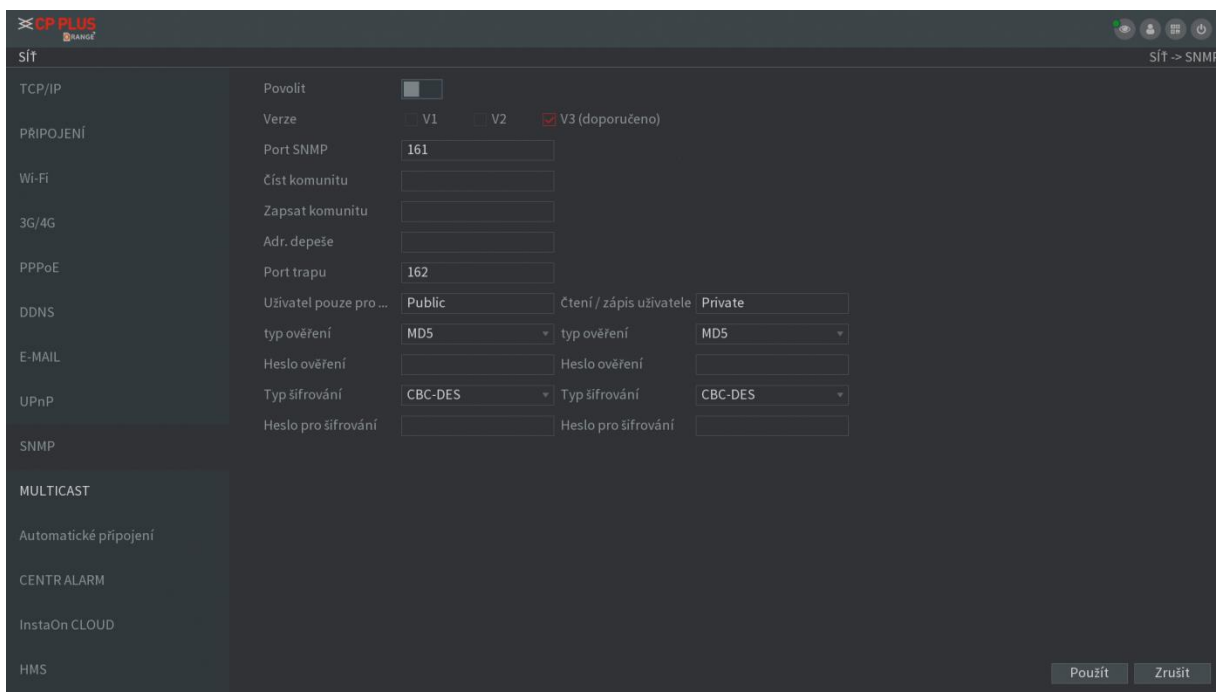 CP PLUS
ORANGE
SÍŤ
SÍŤ -> SNMP
TCP/IP
PŘIPOJENÍ
Wi-Fi
3G/4G
PPPoE
DDNS
E-MAIL
UPnP
SNMP
MULTICAST
Automatické připojení
CENTR ALARM
InstaOn CLOUD
HMS
Povolit
Verze V1 V2 V3 (doporučeno)
Port SNMP 161
Číst komunitu
Zapsat komunitu
Adr. depeše
Port trapu 162
Uživatel pouze pro ... Public Čtení / zápis uživatele Private
typ ověření MD5 typ ověření MD5
Heslo ověření Heslo ověření
Typ šifrování CBC-DES Typ šifrování CBC-DES
Heslo pro šifrování Heslo pro šifrování
Použít Zrušit